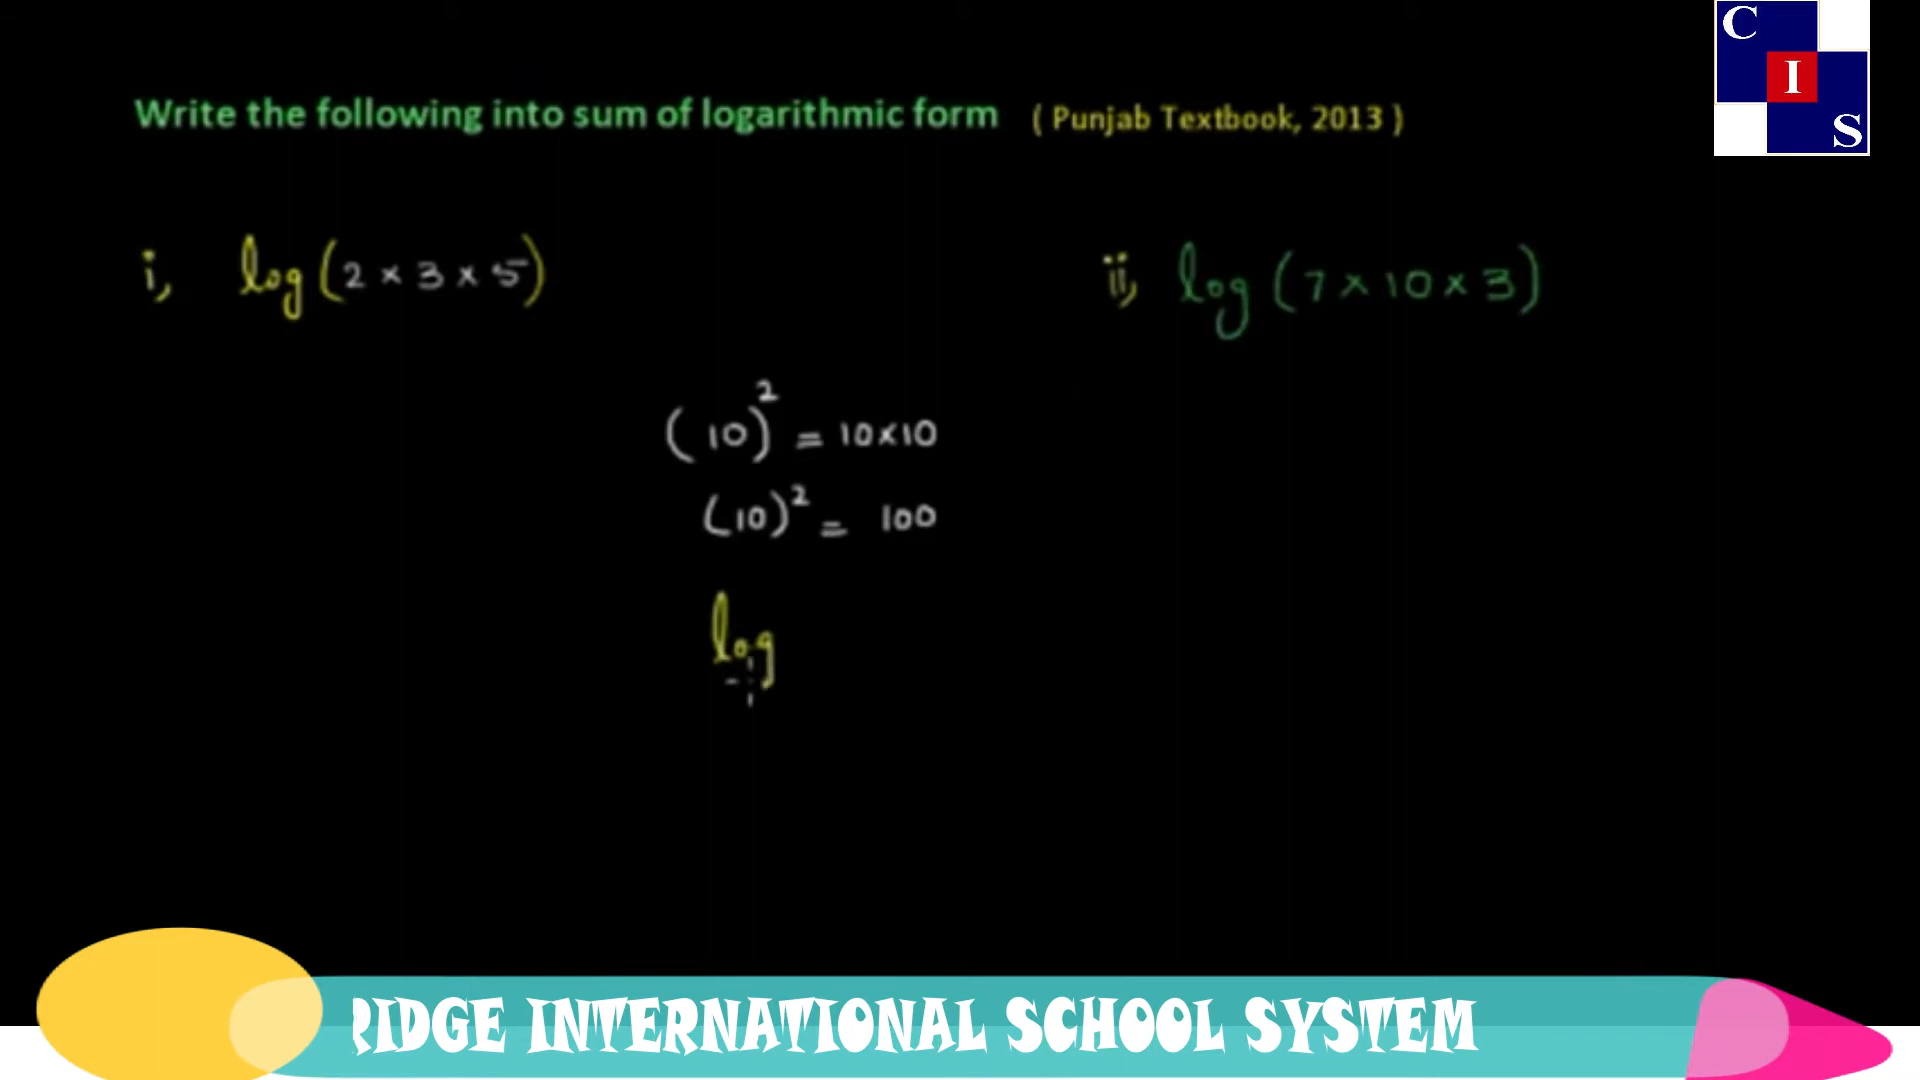 C
I
S
Write the following into sum of logarithmic form ( Punjab Textbook, 2013 )
i, log (2 × 3 × 5)
ii, log (7 × 10 × 3)
(10)² = 10×10
(10)² = 100
log
RIDGE INTERNATIONAL SCHOOL SYSTEM